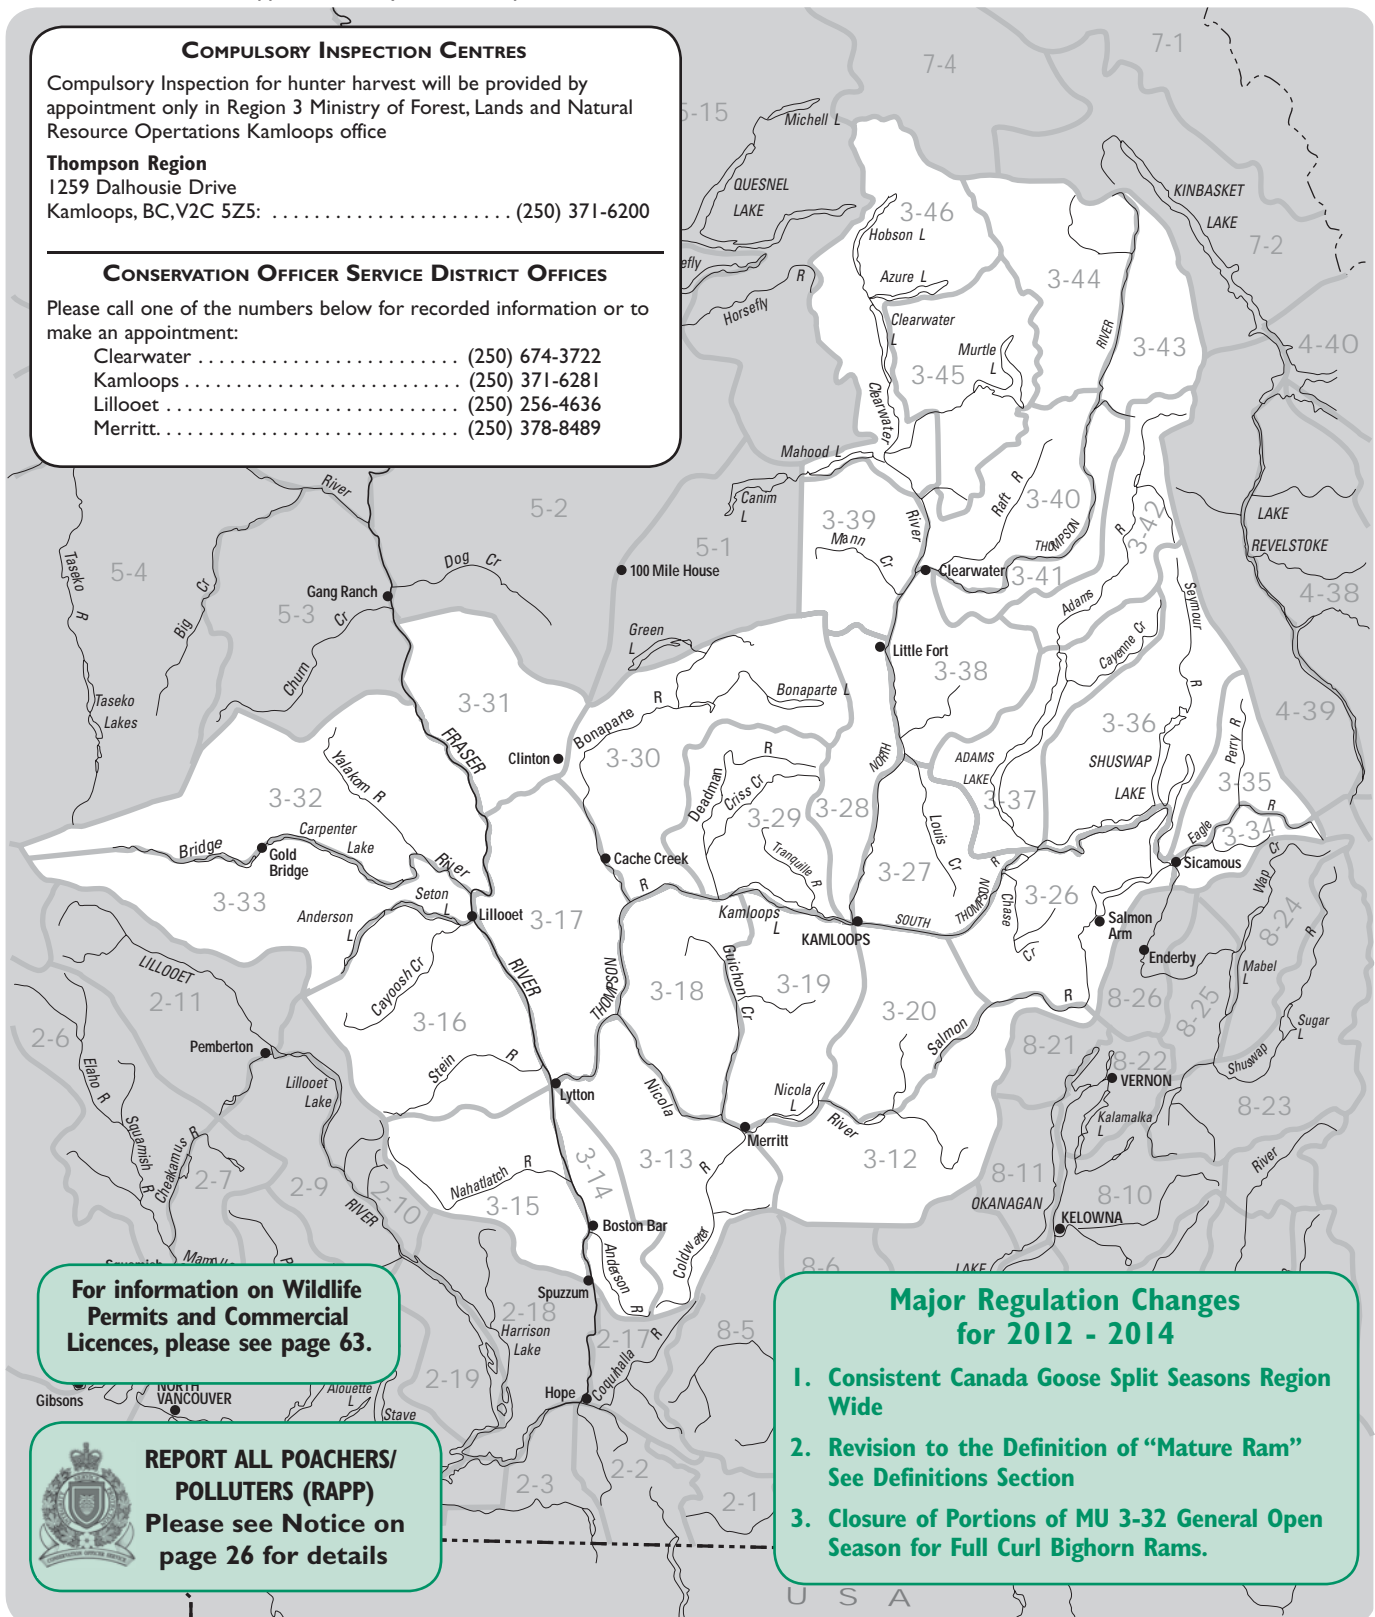 COMPULSORY INSPECTION CENTRES
Compulsory Inspection for hunter harvest will be provided by
appointment only in Region 3 Ministry of Forest, Lands and Natural
Resource Opertations Kamloops office
Thompson Region
1259 Dalhousie Drive
Kamloops, BC, V2C 5Z5: . . . . . . . . . . . . . . . . . . . . . . . (250) 371-6200
CONSERVATION OFFICER SERVICE DISTRICT OFFICES
Please call one of the numbers below for recorded information or to
make an appointment:
Clearwater . . . . . . . . . . . . . . . . . . . . . . . . . (250) 674-3722
Kamloops . . . . . . . . . . . . . . . . . . . . . . . . . . (250) 371-6281
Lillooet . . . . . . . . . . . . . . . . . . . . . . . . . . . . (250) 256-4636
Merritt. . . . . . . . . . . . . . . . . . . . . . . . . . . . . (250) 378-8489
7-1
7-4
5-15
Michell L
QUESNEL
LAKE
KINBASKET
LAKE
7-2
3-46
Hobson L
Azure L
3-44
Horsefly
R
Clearwater
L
Murtle
L
RIVER
3-43
4-40
3-45
Clearwater
Mahood L
River
Canim
L
5-2
5-1
3-39
Mann
Cr
River
Raft R
3-40
THOMPSON
R
3-42
LAKE
REVELSTOKE
Taseko
R
5-4
Big Cr
5-3
Gang Ranch
Dog Cr
100 Mile House
Clearwater
3-41
Adams
Seymour
R
4-38
Churn
Cr
Green
L
Little Fort
Cayenne Cr
3-38
Taseko
Lakes
3-31
Bonaparte R
Bonaparte L
3-36
4-39
FRASER
Clinton
3-30
Deadman
R
Criss Cr
NORTH
ADAMS
LAKE
SHUSWAP
LAKE
Perry R
3-35
Yalakom R
3-32
3-29
3-28
3-37
Carpenter
Lake
Bridge
Gold
Bridge
River
Cache Creek
Tranquille R
Louis
Cr
Eagle
R
3-34
Sicamous
3-33
Seton
L
Lillooet
3-17
R
3-27
R
Chase
Cr
3-26
Wap
Cr
Anderson
L
Kamloops
L
KAMLOOPS
SOUTH
THOMPSON
Salmon
Arm
8-24
R
Enderby
LILLOOET
Cayoosh Cr
RIVER
THOMPSON
3-18
Guichon
Cr
3-19
Mabel
L
2-11
3-16
3-20
R
8-26
8-25
Sugar
L
2-6
Pemberton
Salmon
8-21
8-22
VERNON
Shuswap
Elaho R
Lillooet
Lake
Stein
R
Lytton
Nicola
Nicola
L
River
Kalamalka
L
8-23
Squamish
R
Cheakamus R
Merritt
2-7
2-9
2-10
RIVER
Nahatlatch R
3-15
3-14
3-13
R
3-12
8-11
OKANAGAN
8-10
River
KELOWNA
Boston Bar
Anderson
R
Coldwater
8-6
LAKE
Spuzzum
For information on Wildlife
Permits and Commercial
Licences, please see page 63.
2-18
Harrison
Lake
2-17
R
8-5
Coquihalla
Hope
2-19
Gibsons
NORTH
VANCOUVER
Alouette
L
Stave
2-3
2-2
2-1
REPORT ALL POACHERS/
POLLUTERS (RAPP)
Please see Notice on
page 26 for details
Major Regulation Changes
for 2012 - 2014
1. Consistent Canada Goose Split Seasons Region
Wide
2. Revision to the Definition of “Mature Ram”
See Definitions Section
3. Closure of Portions of MU 3-32 General Open
Season for Full Curl Bighorn Rams.
U S A